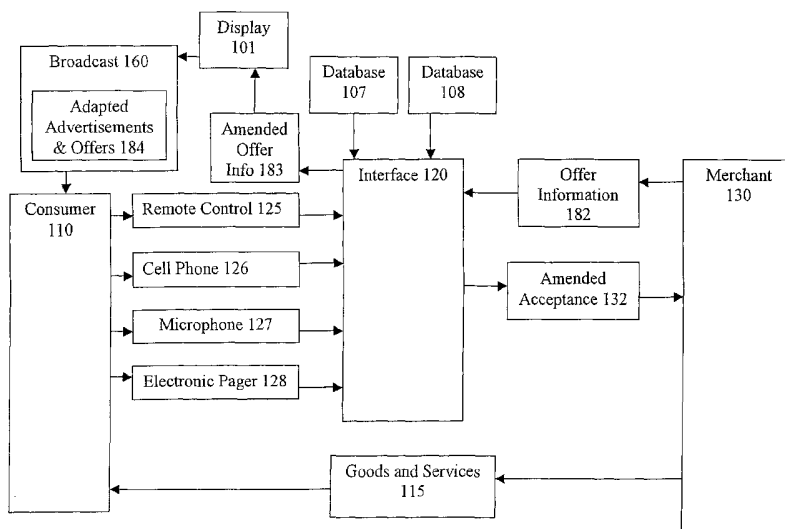 Display
101
Broadcast 160
Adapted
Advertisements
& Offers 184
Database
107
Database
108
Amended
Offer
Info 183
Interface 120
Offer
Information
182
Merchant
130
Consumer
110
Remote Control 125
Cell Phone 126
Amended
Acceptance 132
Microphone 127
Electronic Pager 128
Goods and Services
115